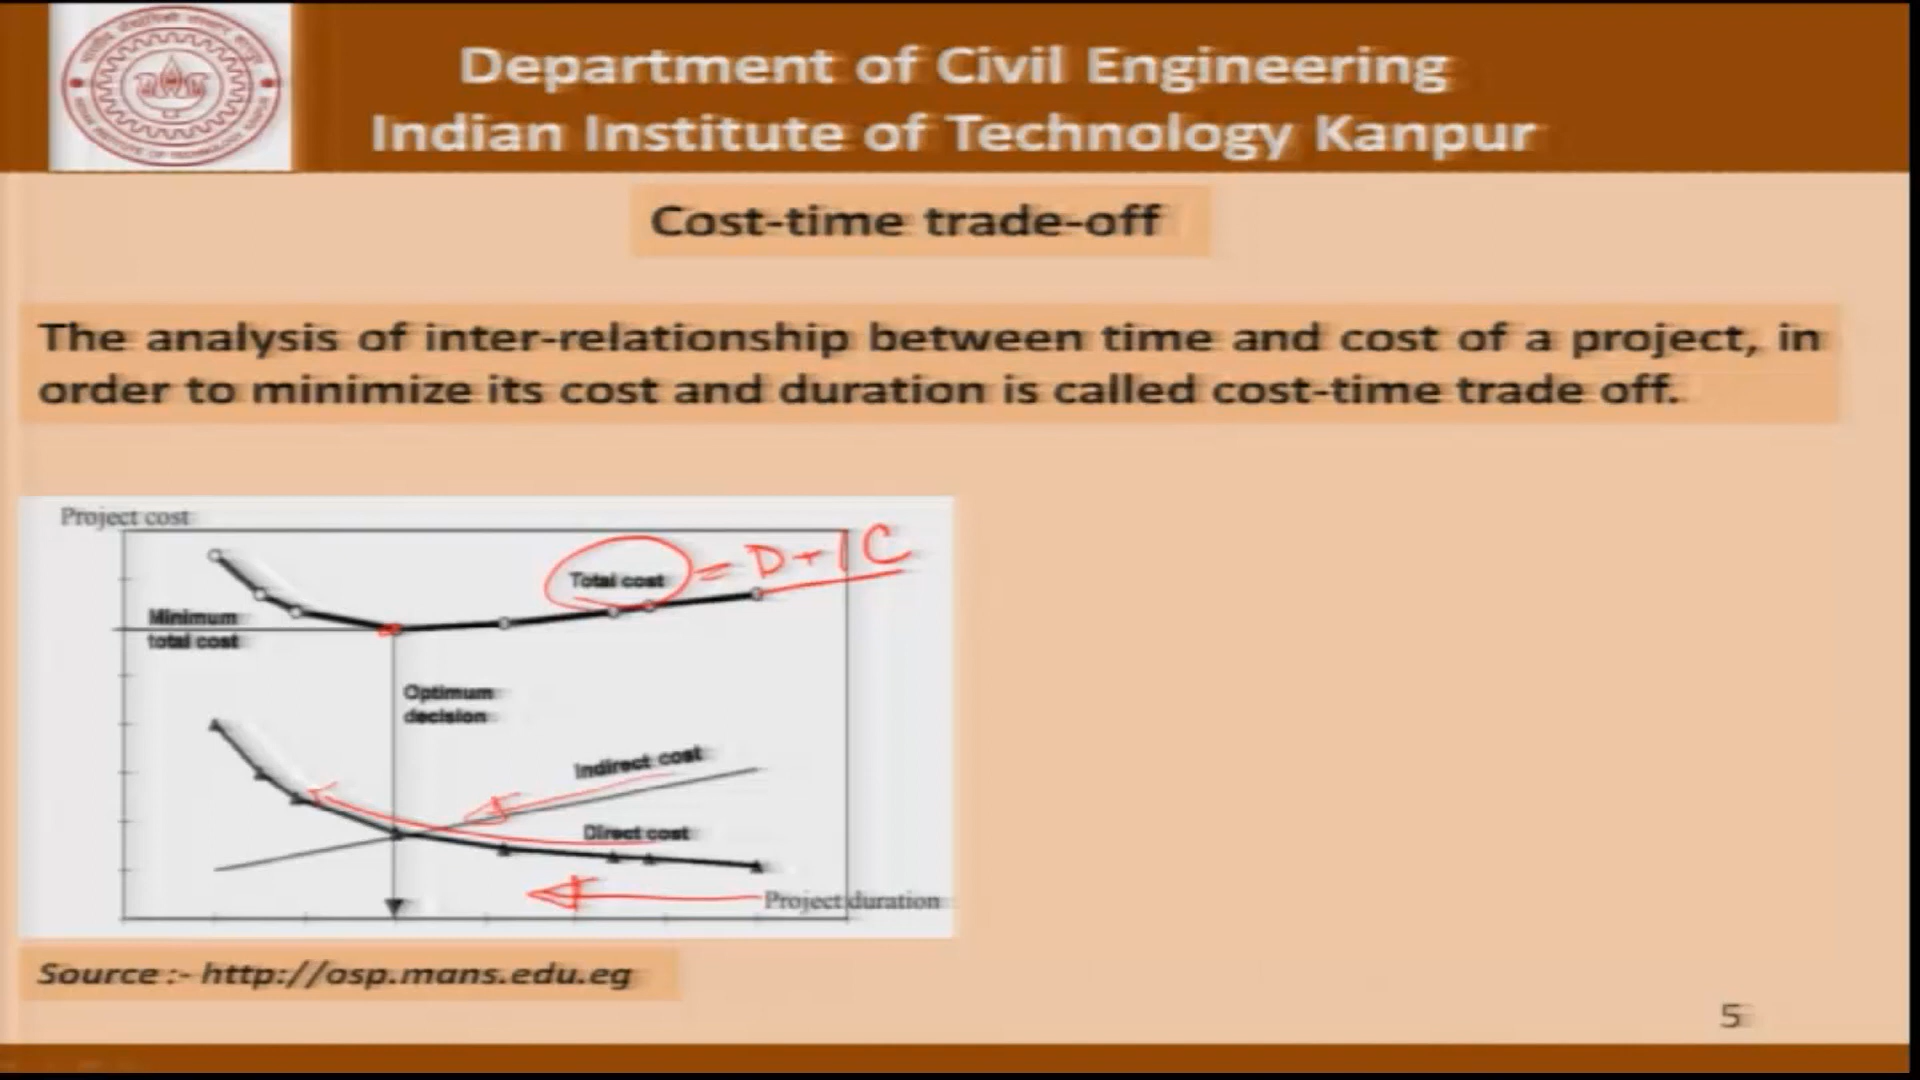 Department of Civil Engineering
Indian Institute of Technology Kanpur
Cost-time trade-off
The analysis of inter-relationship between time and cost of a project, in
order to minimize its cost and duration is called cost-time trade off.
Project cost
Total cost = D+IC
Minimum
total cost
Optimum
decision
Indirect cost
Direct cost
Project duration
Source :- http://osp.mans.edu.eg
5